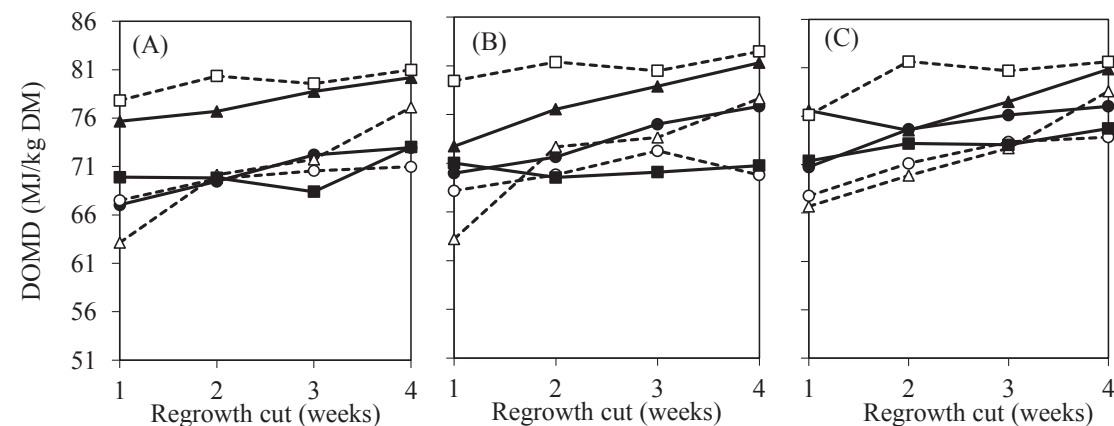 DOMD (MJ/kg DM)
86
81
76
71
66
61
56
51
(A)
(B)
(C)
1 2 3 4
1 2 3 4
1 2 3 4
Regrowth cut (weeks)
Regrowth cut (weeks)
Regrowth cut (weeks)